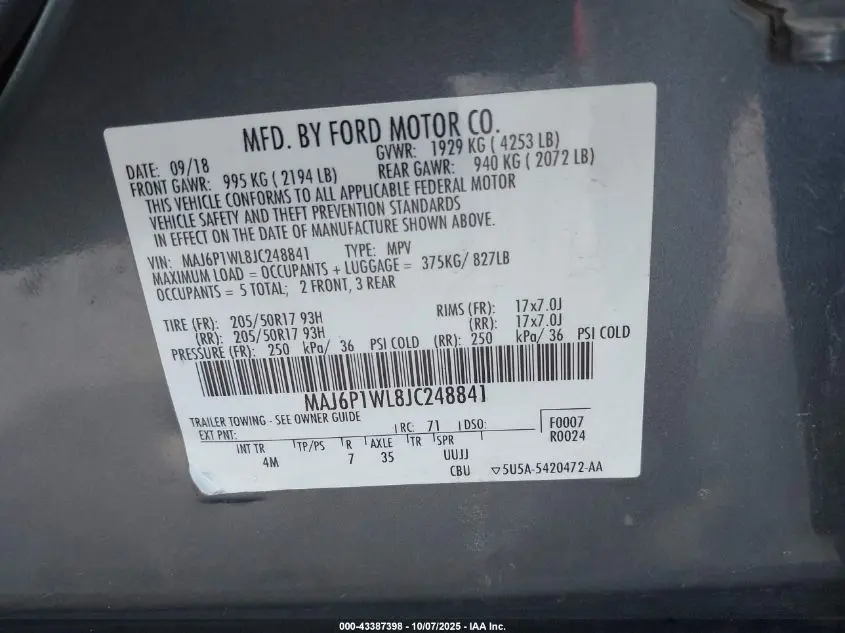 MFD. BY FORD MOTOR CO.
DATE: 09/18 GVWR: 1929 KG ( 4253 LB)
FRONT GAWR: 995 KG ( 2194 LB) REAR GAWR: 940 KG ( 2072 LB)
THIS VEHICLE CONFORMS TO ALL APPLICABLE FEDERAL MOTOR
VEHICLE SAFETY AND THEFT PREVENTION STANDARDS
IN EFFECT ON THE DATE OF MANUFACTURE SHOWN ABOVE.
VIN: MAJ6P1WL8JC248841 TYPE: MPV
MAXIMUM LOAD = OCCUPANTS + LUGGAGE = 375KG/ 827LB
OCCUPANTS = 5 TOTAL; 2 FRONT, 3 REAR
TIRE (FR): 205/50R17 93H RIMS (FR): 17x7.0J
(RR): 205/50R17 93H (RR): 17x7.0J
PRESSURE (FR): 250 kPa/ 36 PSI COLD (RR): 250 kPa/ 36 PSI COLD
MAJ6P1WL8JC248841
TRAILER TOWING - SEE OWNER GUIDE
EXT PNT: RC: 71 DSO: F0007
R0024
INT TR TP/PS R AXLE TR SPR
4M 7 35 UUJJ
CBU 5U5A-5420472-AA
000-43387398 - 10/07/2025 - IAA Inc.